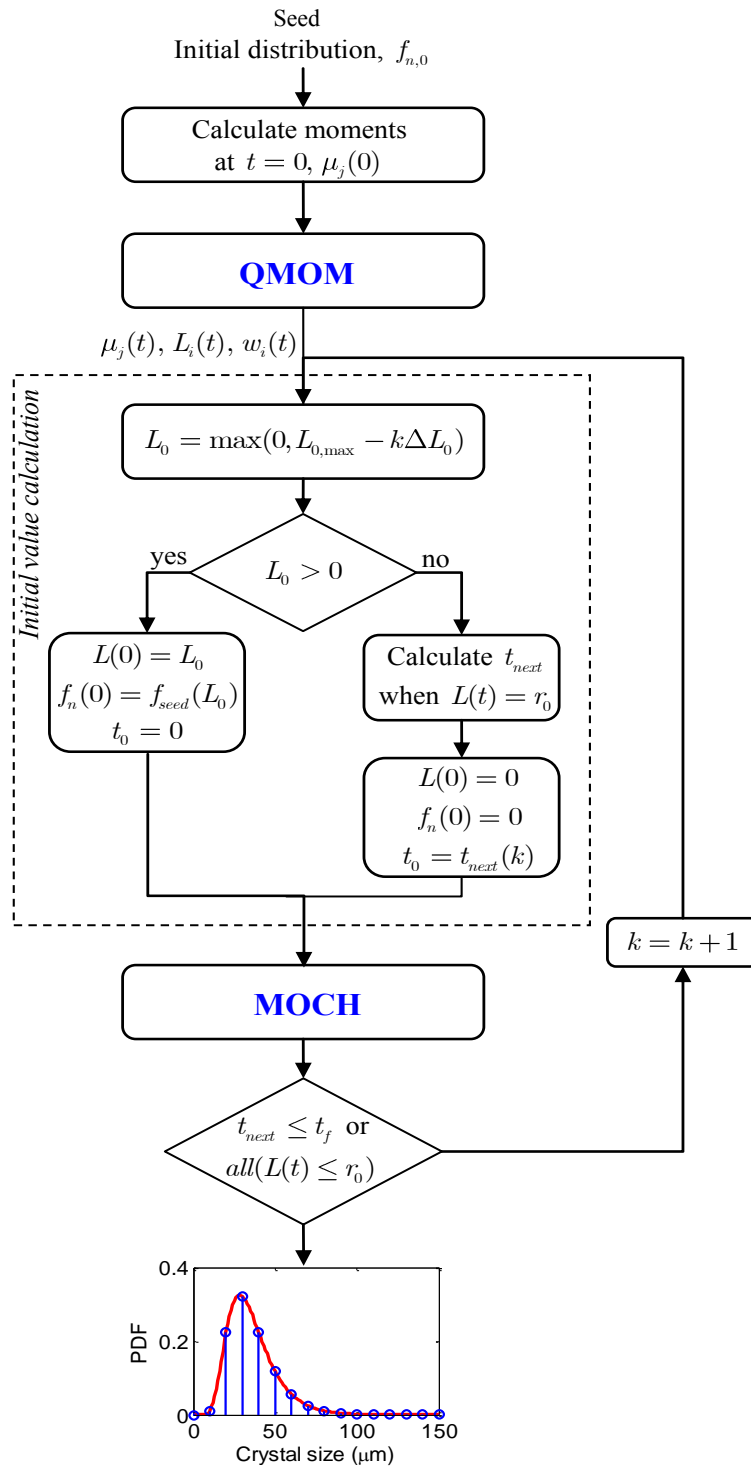 Seed
Initial distribution, f_{n,0}
Calculate moments
at t = 0, μ_j(0)
QMOM
μ_j(t), L_i(t), w_i(t)
Initial value calculation
L_0 = max(0, L_{0,max} − kΔL_0)
yes
L_0 > 0
no
L(0) = L_0
f_n(0) = f_{seed}(L_0)
t_0 = 0
Calculate t_{next}
when L(t) = r_0
L(0) = 0
f_n(0) = 0
t_0 = t_{next}(k)
k = k + 1
MOCH
t_{next} ≤ t_f or
all(L(t) ≤ r_0)
0.4
0.2
0
PDF
0 50 100 150
Crystal size (μm)